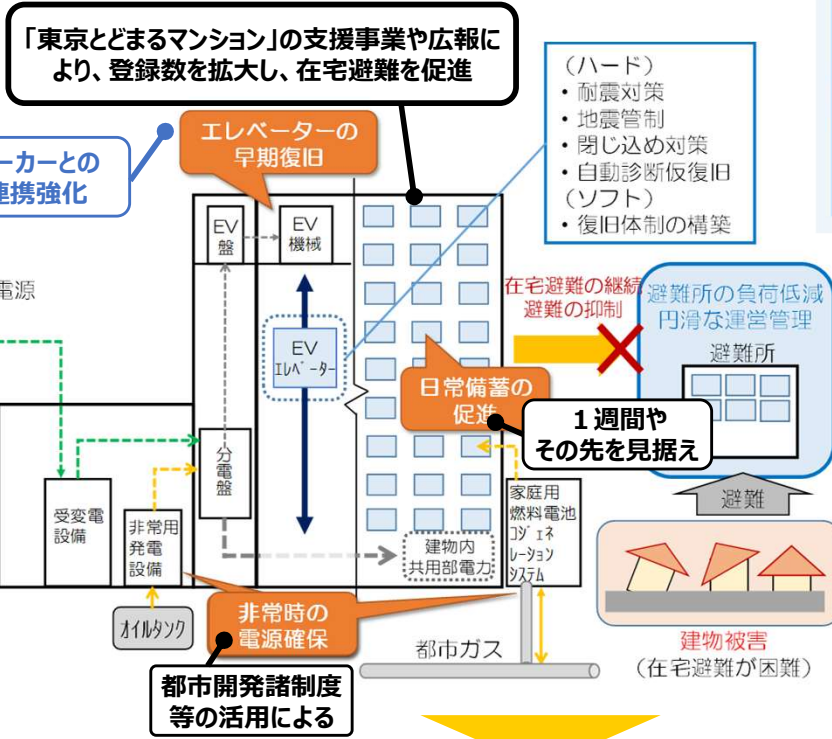 「東京とどまるマンション」の支援事業や広報に
より、登録数を拡大し、在宅避難を促進
(ハード)
・耐震対策
・地震管制
・閉じ込め対策
・自動診断仮復旧
(ソフト)
・復旧体制の構築
エレベーターの
早期復旧
ーカーとの
連携強化
EV
盤
EV
機械
電源
在宅避難の継続
避難の抑制
避難所の負荷低減
円滑な運営管理
避難所
EV
エレベーター
日常備蓄の
促進
1週間や
その先を見据え
分電盤
受変電
設備
非常用
発電
設備
建物内
共用部電力
家庭用
燃料電池
コジェネ
レーション
システム
避難
オイルタンク
非常時の
電源確保
都市ガス
建物被害
(在宅避難が困難)
都市開発諸制度
等の活用による